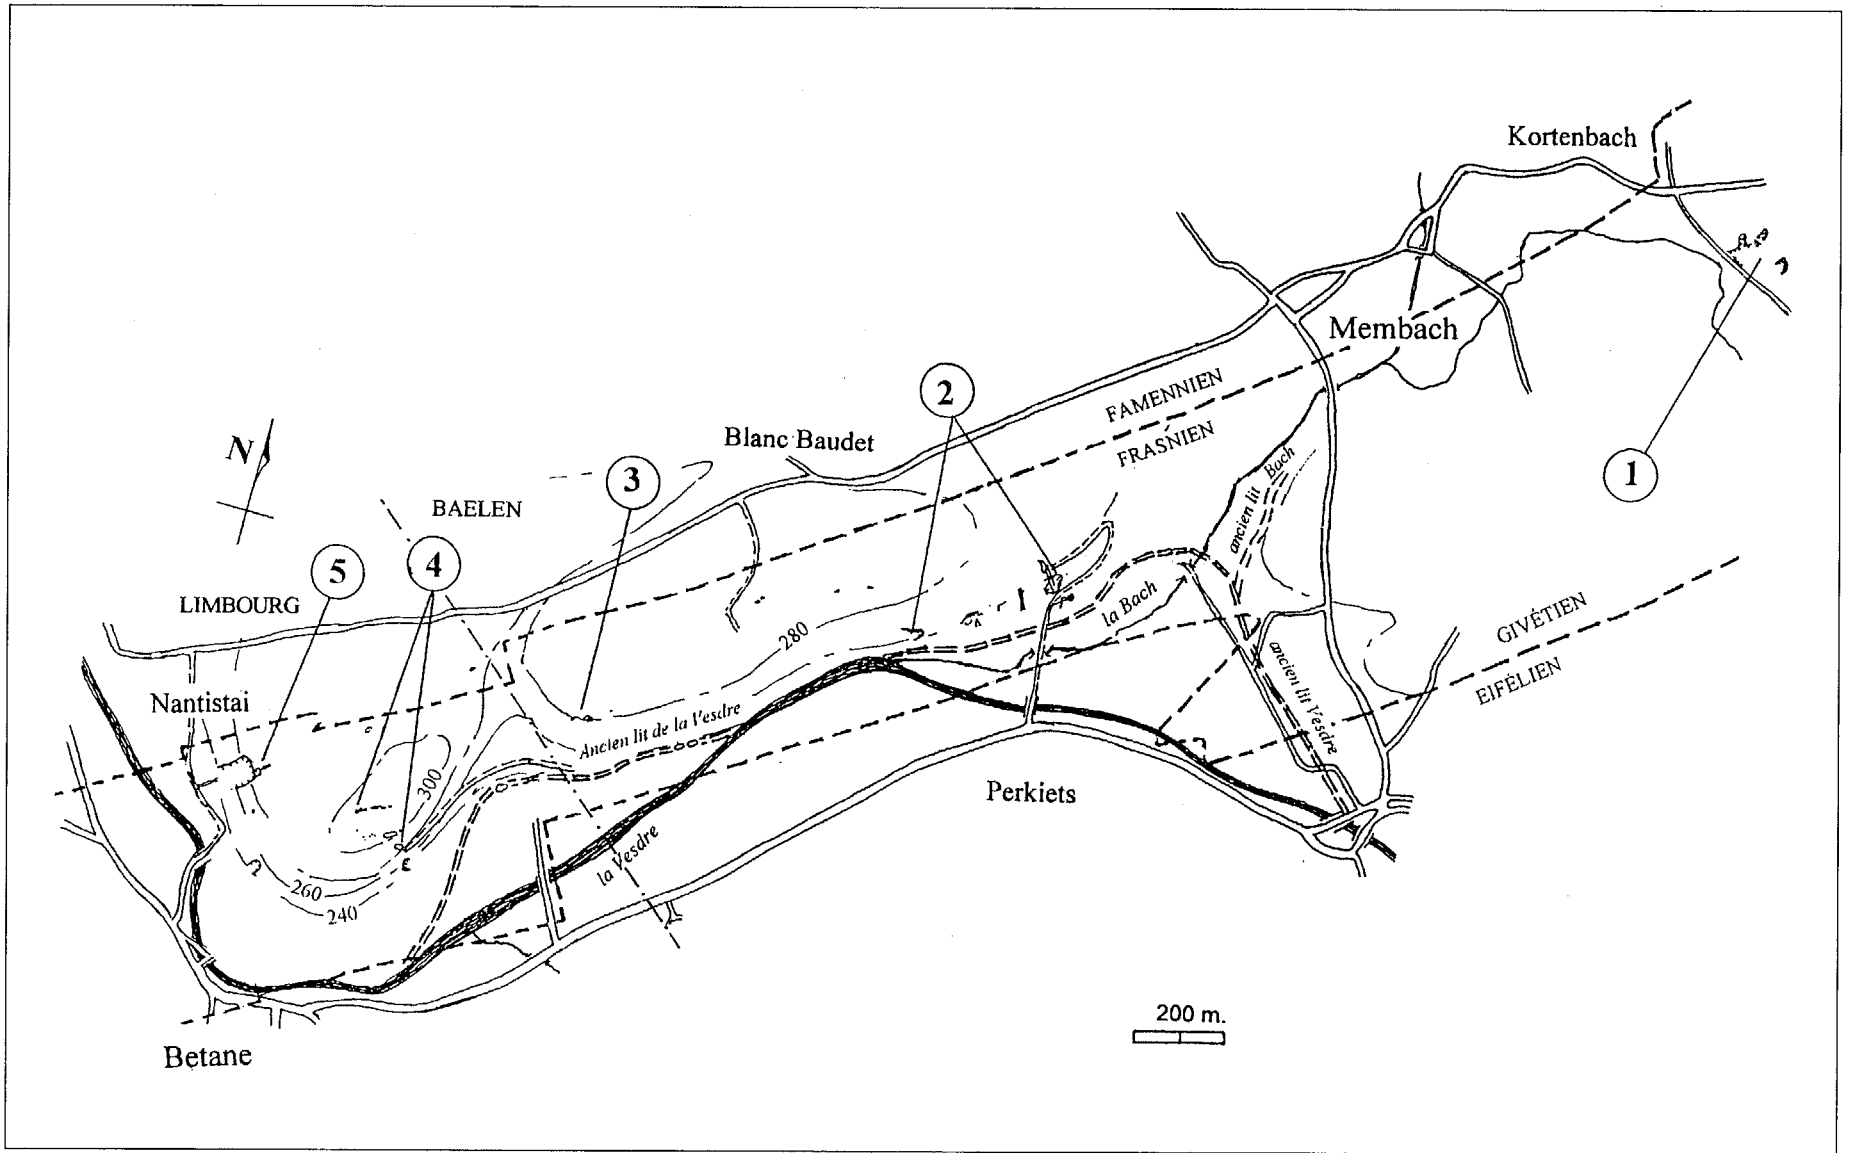 Kortenbach
Membach
1
2
FAMENNIEN
FRASNIEN
Blanc Baudet
N
3
BAELEN
ancien lit Bach
5
4
LIMBOURG
la Bach
GIVÉTIEN
EIFÉLIEN
280
Nantistai
Ancien lit de la Vesdre
ancien lit Vesdre
300
Perkiets
la Vesdre
260
240
200 m.
Betane